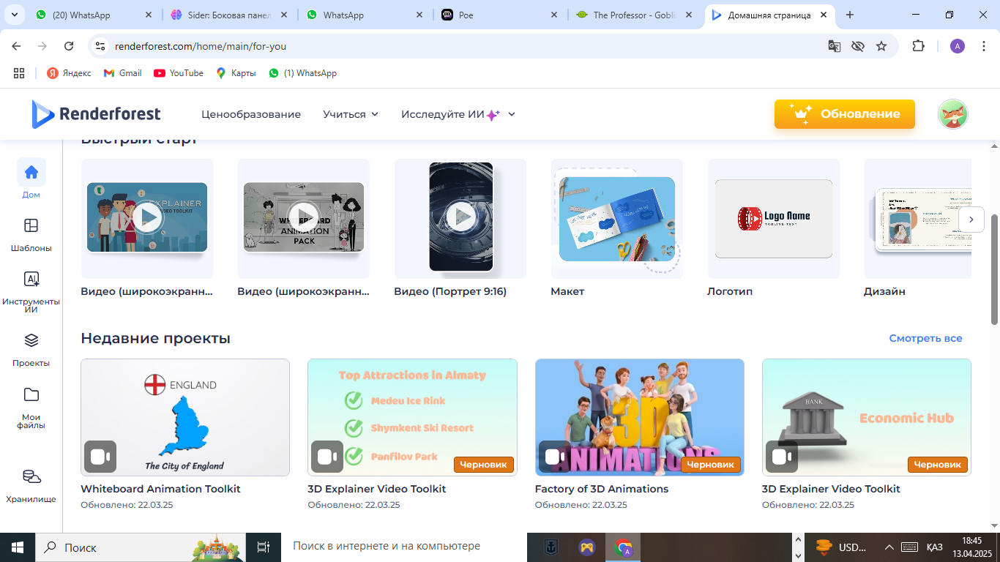 (20) WhatsApp
Sider: Боковая панел
WhatsApp
Poe
The Professor - Gobli
Домашняя страница
renderforest.com/home/main/for-you
A
Яндекс
Gmail
YouTube
Карты
(1) WhatsApp
Renderforest
Ценообразование
Учиться
Исследуйте ИИ
Обновление
Быстрый старт
Дом
Шаблоны
Инструменты
ИИ
Проекты
Мои
файлы
Хранилище
EXPLAINER
VIDEO TOOLKIT
WHITEBOARD
ANIMATION
PACK
Logo Name
TAGLINE TEXT
Видео (широкоэкранн...
Видео (широкоэкранн...
Видео (Портрет 9:16)
Макет
Логотип
Дизайн
Недавние проекты
Смотреть все
ENGLAND
The City of England
Top Attractions in Almaty
Medeu Ice Rink
Shymkent Ski Resort
Panfilov Park
Черновик
3D
ANIMATIONS
Черновик
BANK
Economic Hub
Черновик
Whiteboard Animation Toolkit
Обновлено: 22.03.25
3D Explainer Video Toolkit
Обновлено: 22.03.25
Factory of 3D Animations
Обновлено: 22.03.25
3D Explainer Video Toolkit
Обновлено: 22.03.25
Поиск
Поиск в интернете и на компьютере
A
USD...
ҚАЗ
18:45
13.04.2025